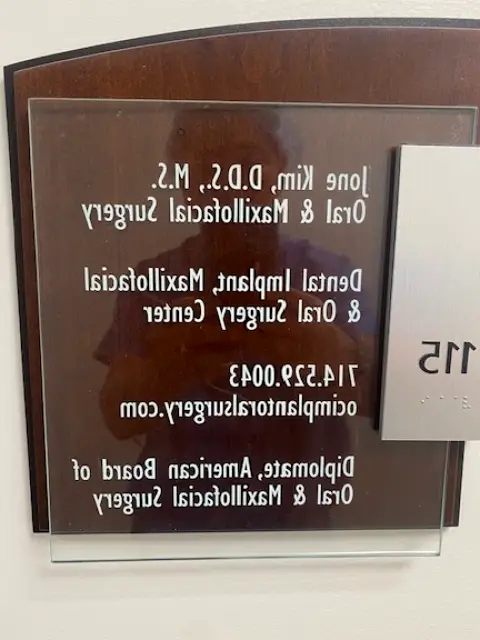 Jone Kim, D.D.S., M.S.
Oral & Maxillofacial Surgery
Dental Implant, Maxillofacial
& Oral Surgery Center
714.529.0043
ocimplantoralsurgery.com
Diplomate, American Board of
Oral & Maxillofacial Surgery
115